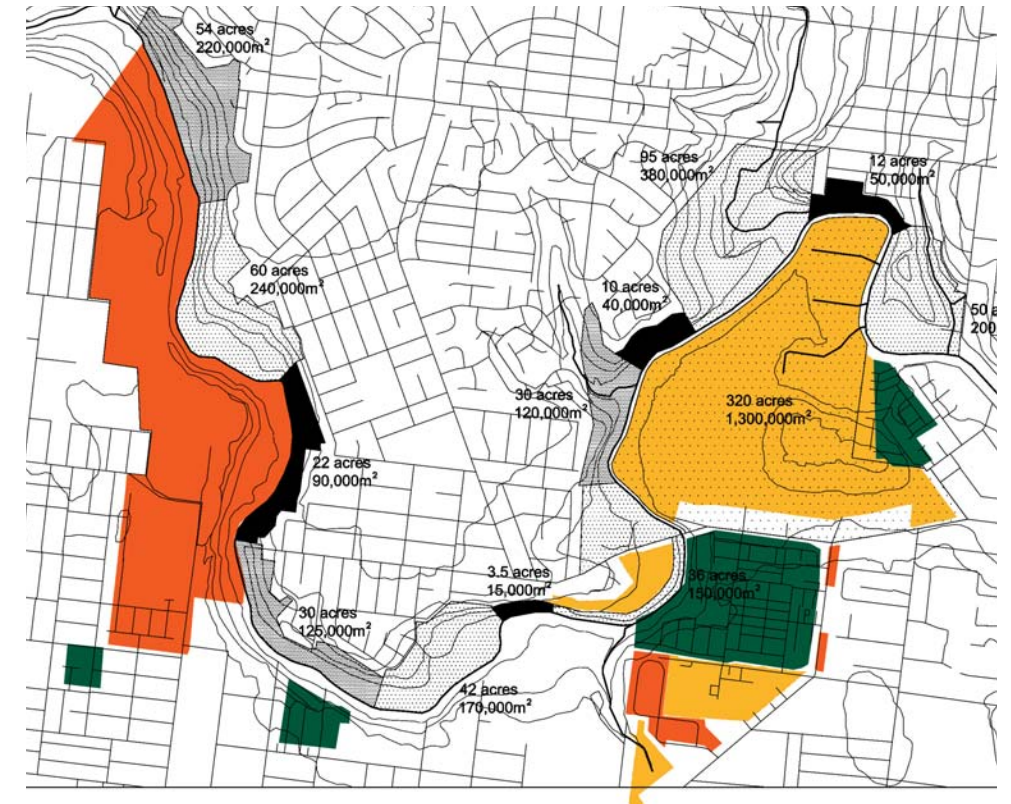 54 acres
220,000m²
95 acres
380,000m²
12 acres
50,000m²
60 acres
240,000m²
10 acres
40,000m²
50 a
200
30 acres
120,000m²
320 acres
1,300,000m²
22 acres
90,000m²
3.5 acres
15,000m²
36 acres
150,000m²
30 acres
125,000m²
42 acres
170,000m²